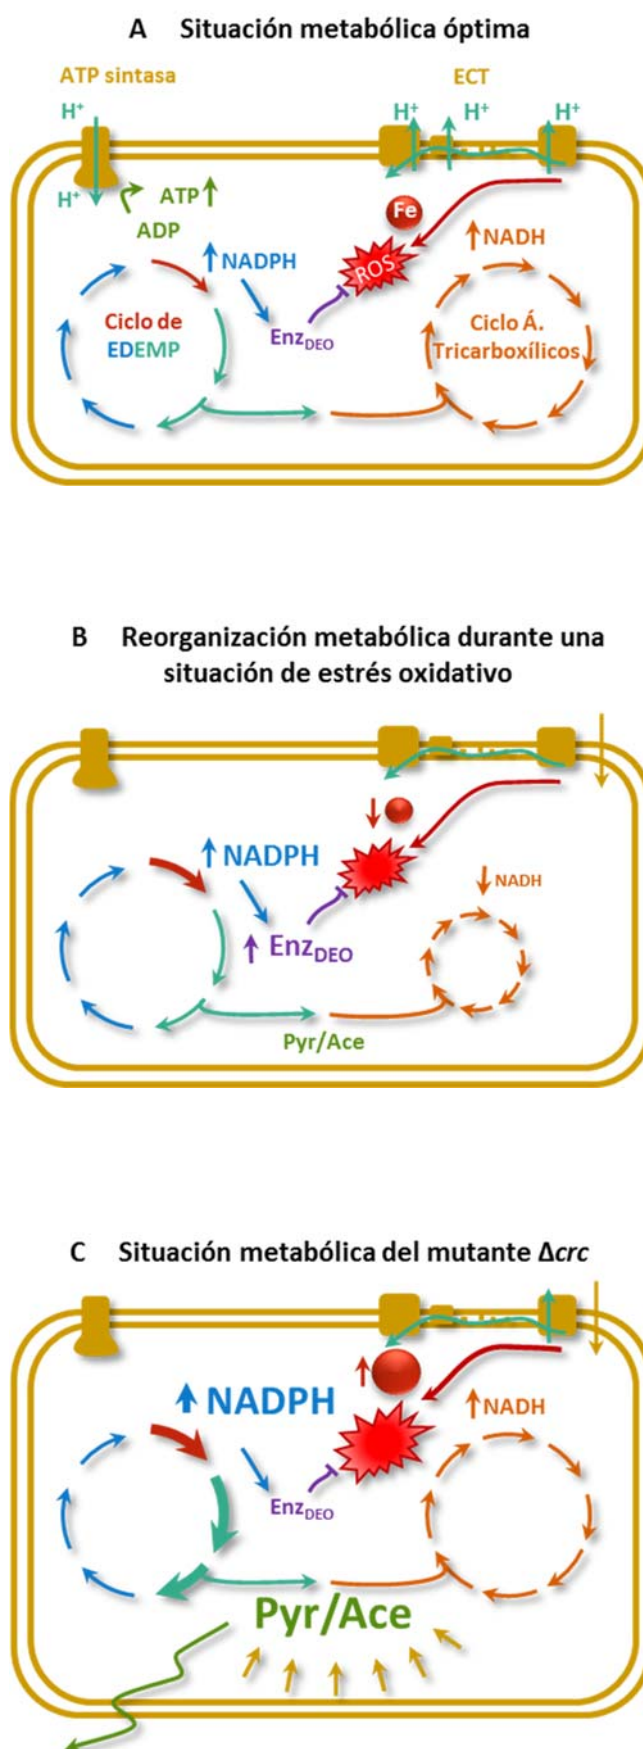 A Situación metabólica óptima
ATP sintasa
ECT
H⁺
H⁺
H⁺
H⁺
H⁺
ATP
ADP
Fe
NADPH
NADH
ROS
Ciclo de
EDEMP
Enz_DEO
Ciclo Á.
Tricarboxílicos
B Reorganización metabólica durante una
situación de estrés oxidativo
NADPH
NADH
Enz_DEO
Pyr/Ace
C Situación metabólica del mutante Δcrc
NADPH
NADH
Enz_DEO
Pyr/Ace